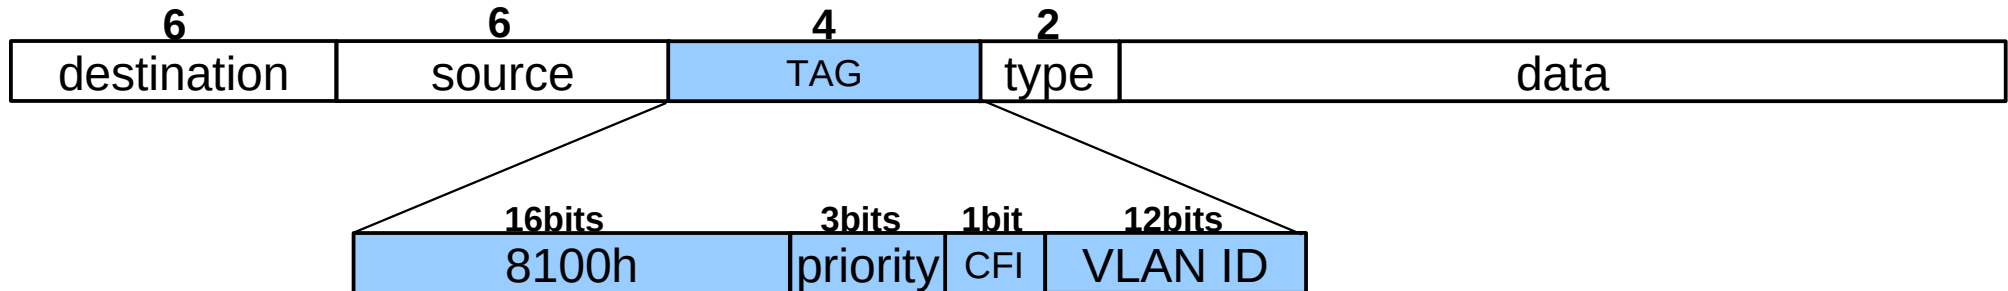 6 6 4 2
destination source TAG type data
16bits 3bits 1bit 12bits
8100h priority CFI VLAN ID